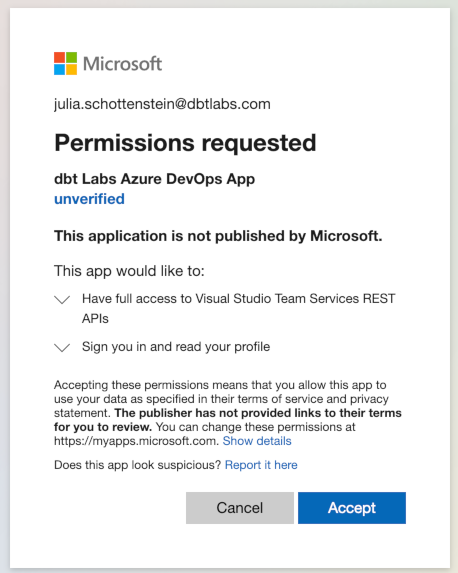 Microsoft
julia.schottenstein@dbtlabs.com
Permissions requested
dbt Labs Azure DevOps App
unverified
This application is not published by Microsoft.
This app would like to:
Have full access to Visual Studio Team Services REST
APIs
Sign you in and read your profile
Accepting these permissions means that you allow this app to
use your data as specified in their terms of service and privacy
statement. The publisher has not provided links to their terms
for you to review. You can change these permissions at
https://myapps.microsoft.com. Show details
Does this app look suspicious? Report it here
Cancel Accept